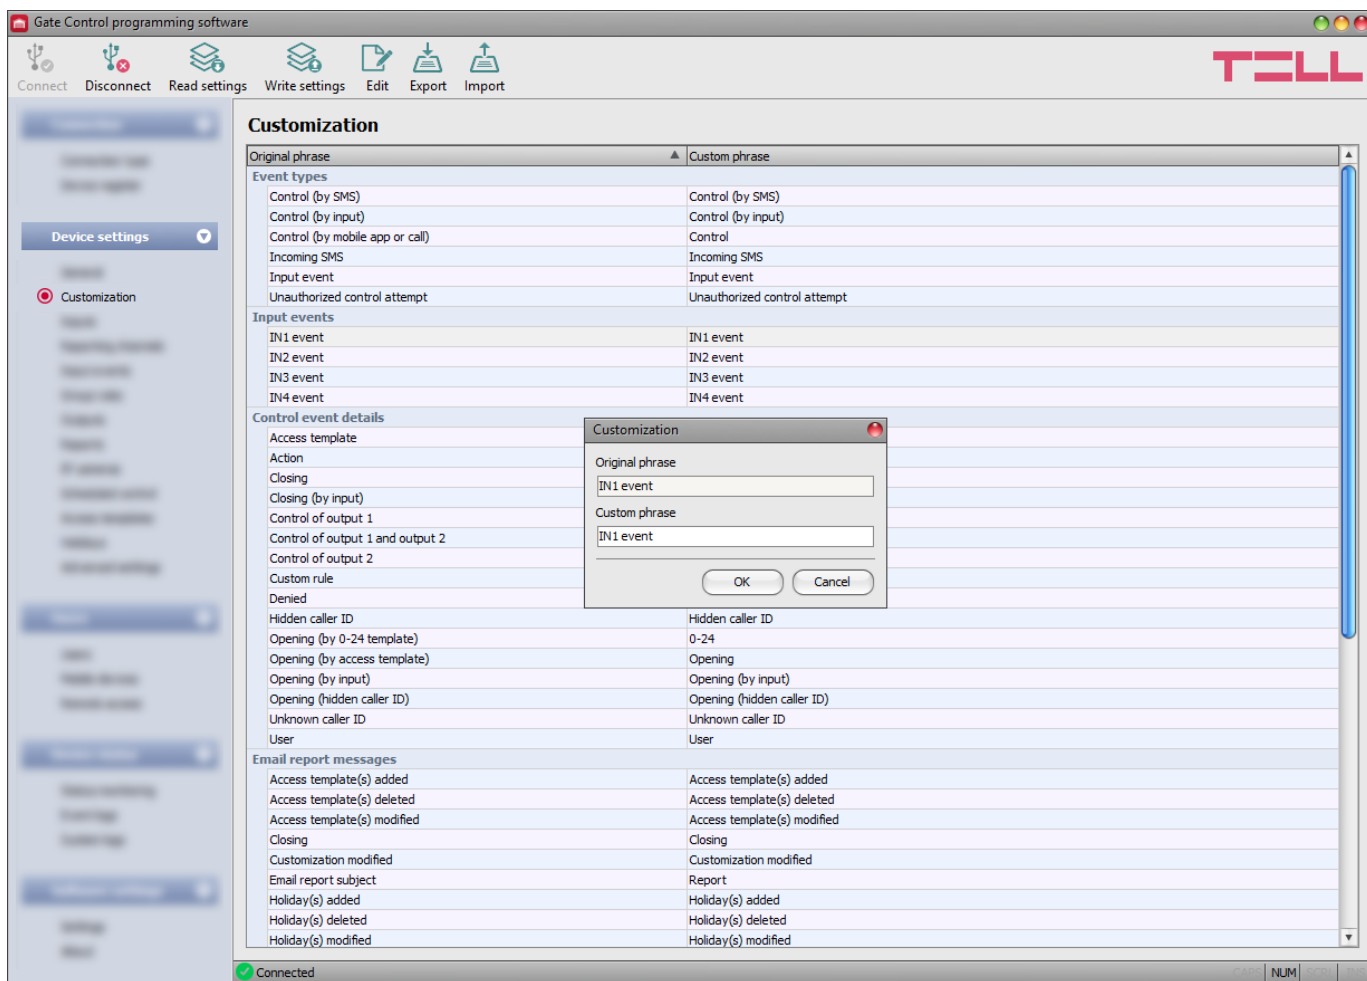 Gate Control programming software
Connect Disconnect Read settings Write settings Edit Export Import
TELL
Device settings
Customization
Customization
Original phrase Custom phrase
Event types
Control (by SMS) Control (by SMS)
Control (by input) Control (by input)
Control (by mobile app or call) Control
Incoming SMS Incoming SMS
Input event Input event
Unauthorized control attempt Unauthorized control attempt
Input events
IN1 event IN1 event
IN2 event IN2 event
IN3 event IN3 event
IN4 event IN4 event
Control event details
Access template
Action
Closing
Closing (by input)
Control of output 1
Control of output 1 and output 2
Control of output 2
Custom rule
Denied
Customization
Original phrase
IN1 event
Custom phrase
IN1 event
OK Cancel
Hidden caller ID Hidden caller ID
Opening (by 0-24 template) 0-24
Opening (by access template) Opening
Opening (by input) Opening (by input)
Opening (hidden caller ID) Opening (hidden caller ID)
Unknown caller ID Unknown caller ID
User User
Email report messages
Access template(s) added Access template(s) added
Access template(s) deleted Access template(s) deleted
Access template(s) modified Access template(s) modified
Closing Closing
Customization modified Customization modified
Email report subject Report
Holiday(s) added Holiday(s) added
Holiday(s) deleted Holiday(s) deleted
Holiday(s) modified Holiday(s) modified
Connected
CAPS NUM SCRL INS